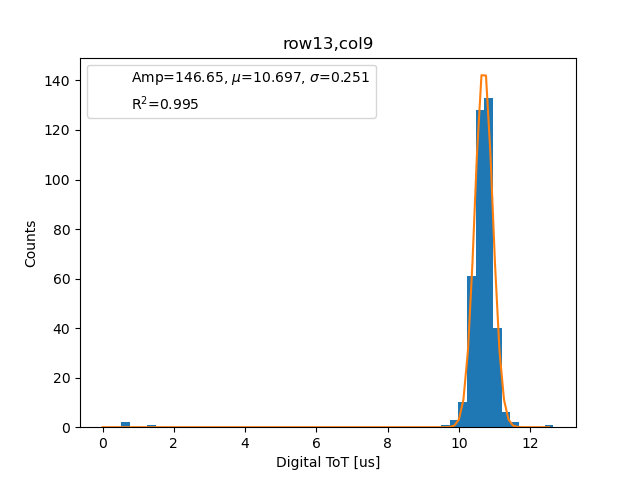 row13,col9
Amp=146.65, μ=10.697, σ=0.251
R²=0.995
140
120
100
80
60
40
20
0
Counts
0 2 4 6 8 10 12
Digital ToT [us]